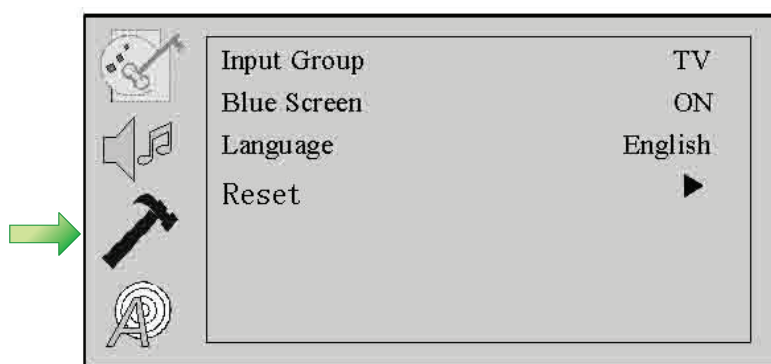 Input Group TV
Blue Screen ON
Language English
Reset ▶